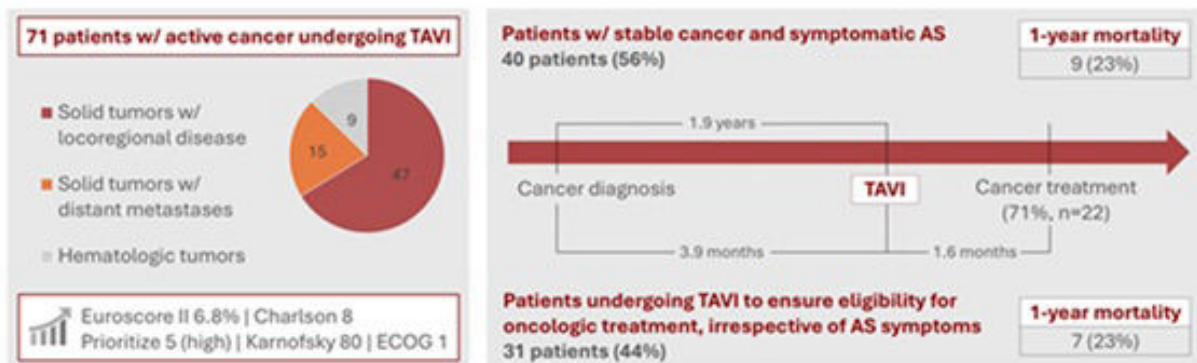 71 patients w/ active cancer undergoing TAVI
Solid tumors w/
locoregional disease
Solid tumors w/
distant metastases
Hematologic tumors
9
15
47
Euroscore II 6.8% | Charlson 8
Prioritize 5 (high) | Karnofsky 80 | ECOG 1
Patients w/ stable cancer and symptomatic AS
40 patients (56%)
1-year mortality
9 (23%)
1.9 years
Cancer diagnosis
TAVI
Cancer treatment
(71%, n=22)
3.9 months
1.6 months
Patients undergoing TAVI to ensure eligibility for
oncologic treatment, irrespective of AS symptoms
31 patients (44%)
1-year mortality
7 (23%)